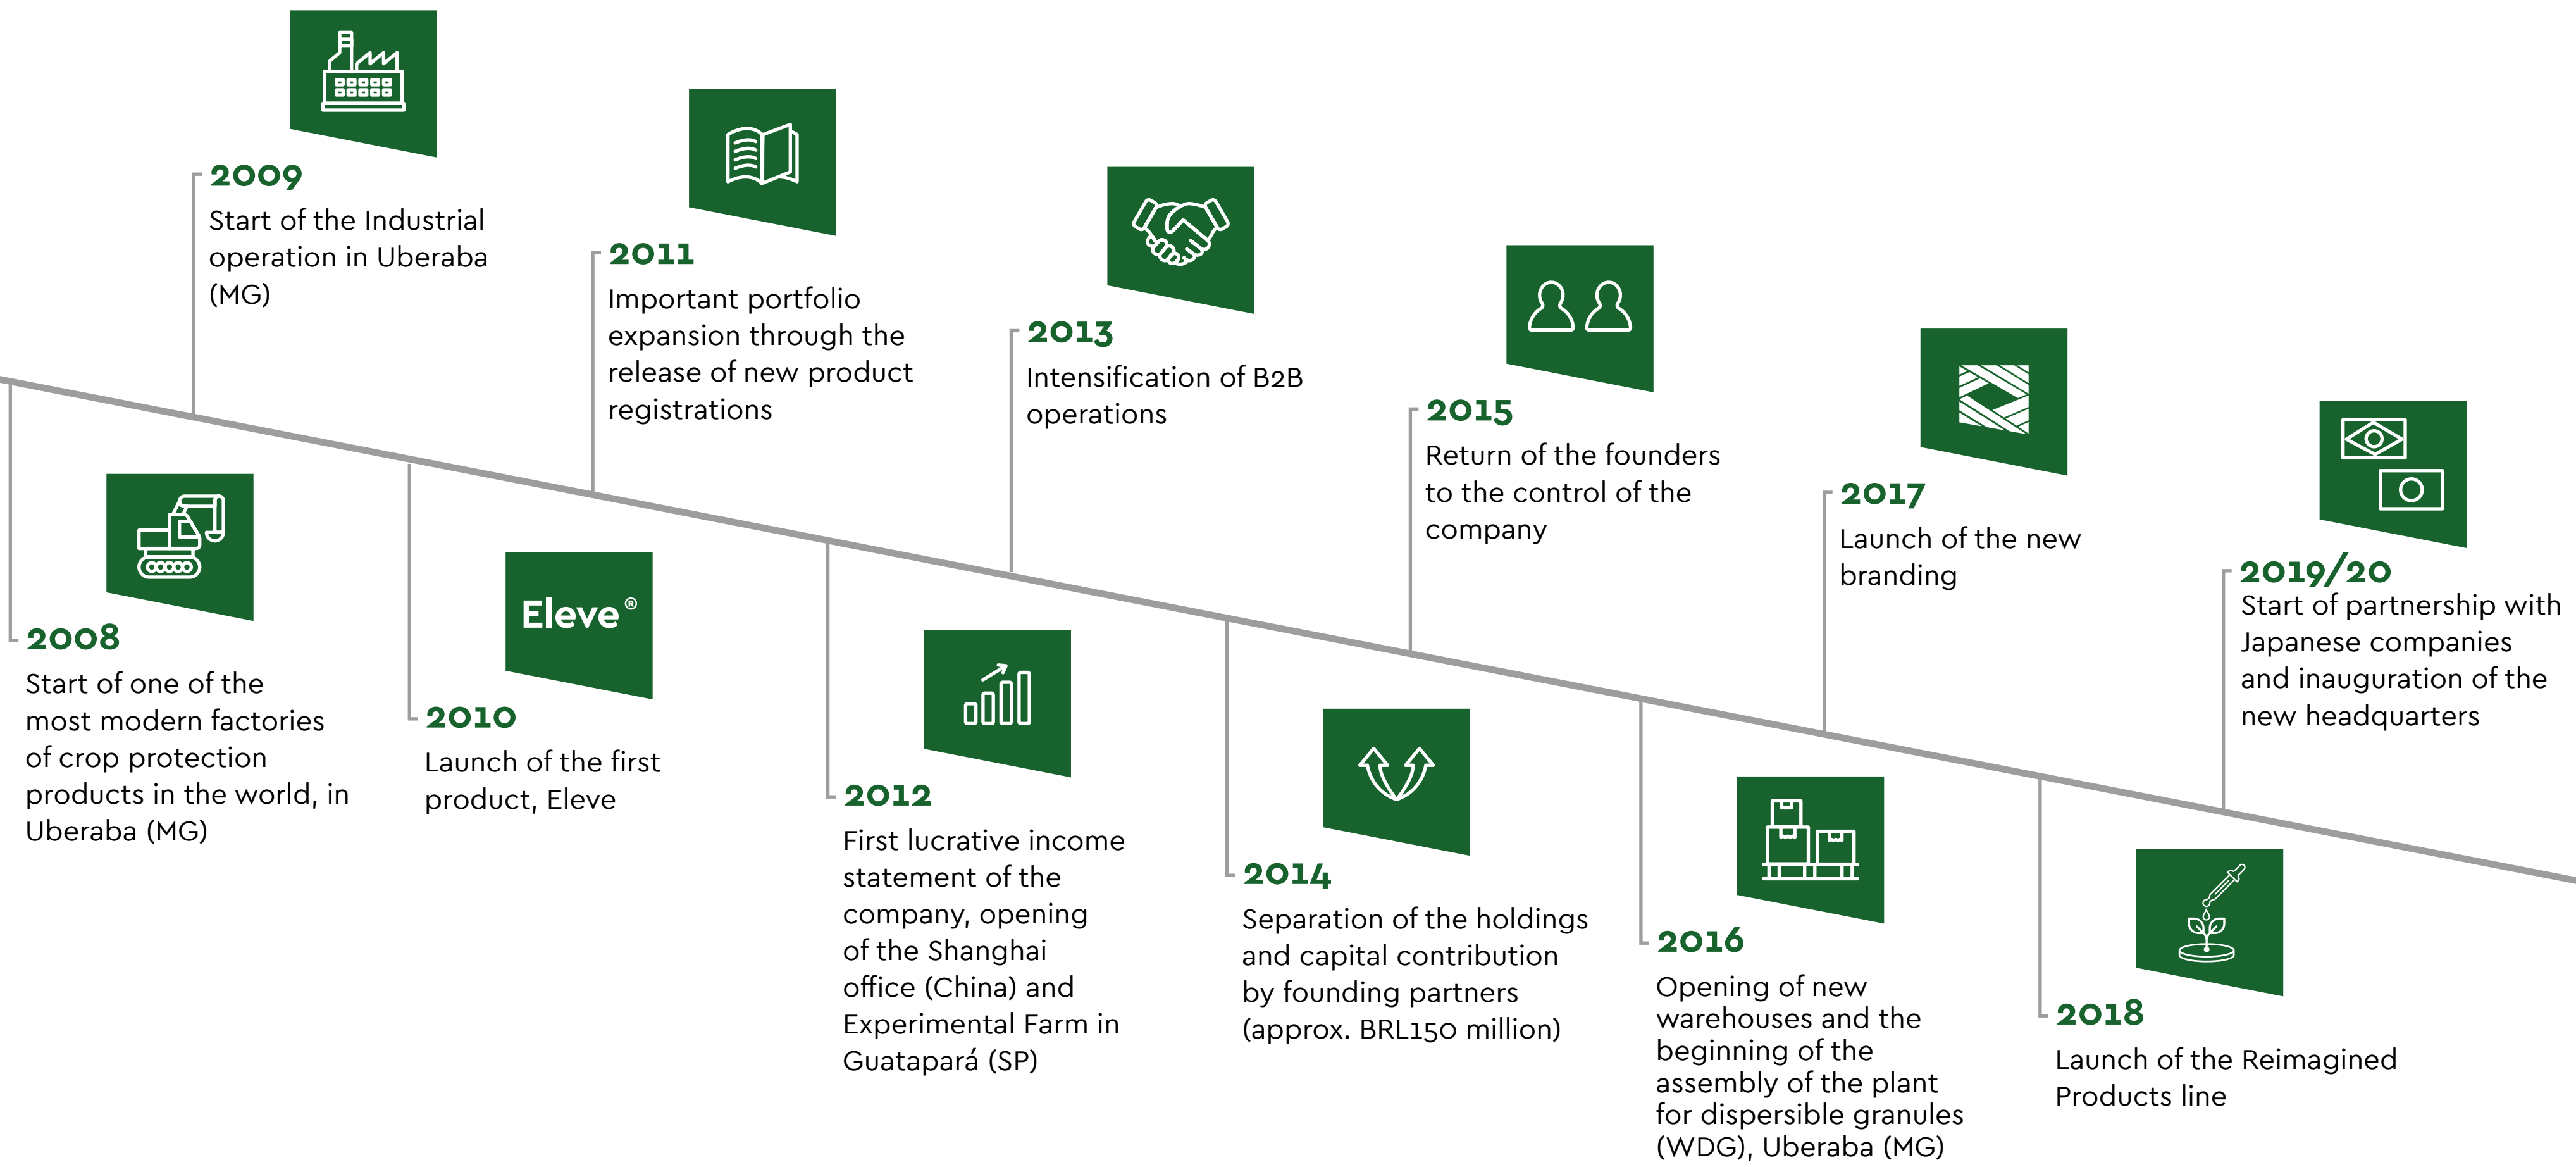 2009
Start of the Industrial
operation in Uberaba
(MG)
2011
Important portfolio
expansion through the
release of new product
registrations
2013
Intensification of B2B
operations
2015
Return of the founders
to the control of the
company
2017
Launch of the new
branding
2019/20
Start of partnership with
Japanese companies
and inauguration of the
new headquarters
2008
Start of one of the
most modern factories
of crop protection
products in the world, in
Uberaba (MG)
Eleve®
2010
Launch of the first
product, Eleve
2012
First lucrative income
statement of the
company, opening
of the Shanghai
office (China) and
Experimental Farm in
Guatapará (SP)
2014
Separation of the holdings
and capital contribution
by founding partners
(approx. BRL150 million)
2016
Opening of new
warehouses and the
beginning of the
assembly of the plant
for dispersible granules
(WDG), Uberaba (MG)
2018
Launch of the Reimagined
Products line